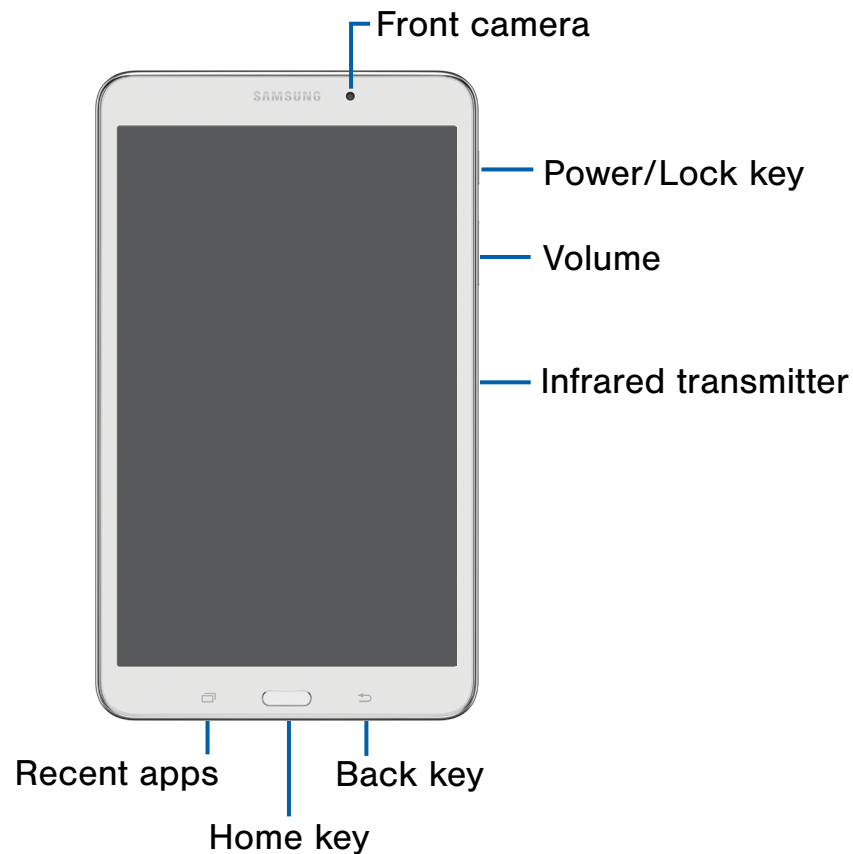 Front camera
SAMSUNG
Power/Lock key
Volume
Infrared transmitter
Recent apps
Back key
Home key